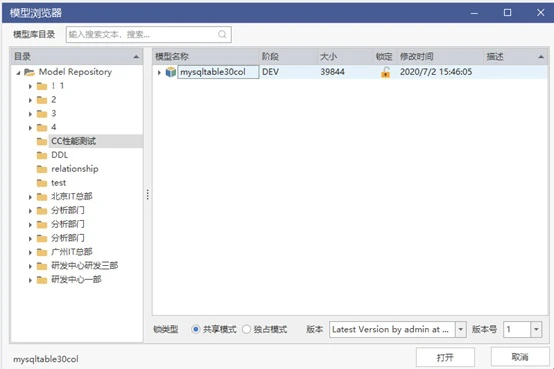 模型浏览器
模型库目录 输入搜索文本，搜索...
目录
Model Repository
! 1
2
3
4
CC性能测试
DDL
relationship
test
北京IT总部
分析部门
分析部门
分析部门
广州IT总部
研发中心研发三部
研发中心一部
模型名称 阶段 大小 锁定 修改时间 描述
mysqltable30col DEV 39844 2020/7/2 15:46:05
锁类型 共享模式 独占模式 版本 Latest Version by admin at ... 版本号 1
mysqltable30col 打开 取消